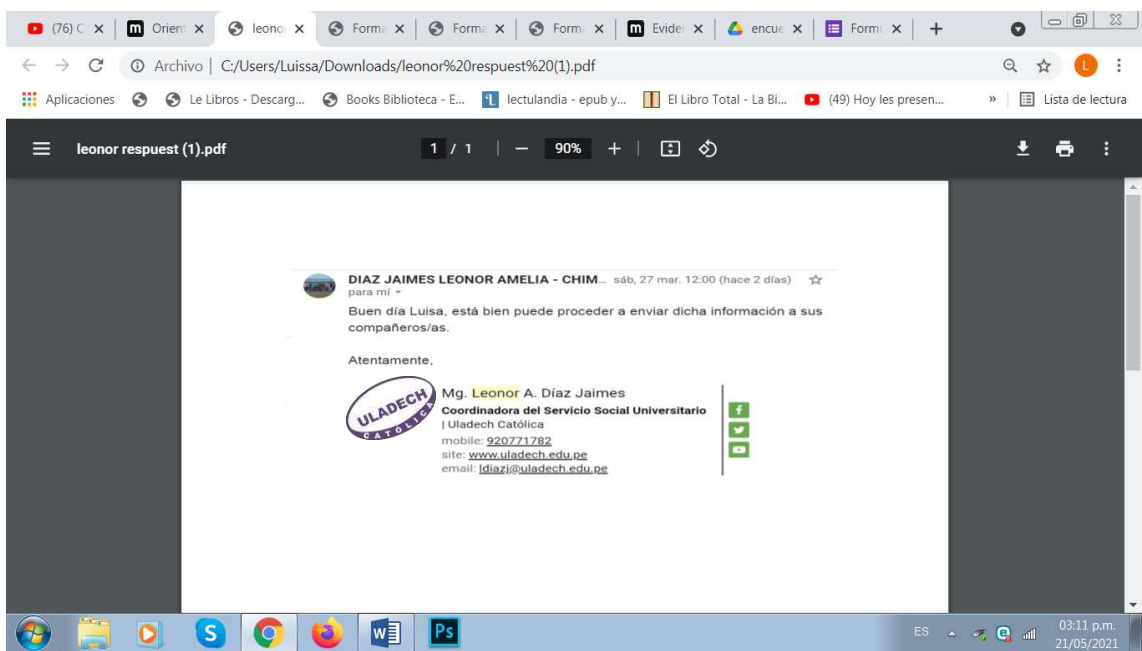 (76) C
Orient
leono
Forma
Forma
Forma
Evider
encue
Formu
Archivo | C:/Users/Luissa/Downloads/leonor%20respuest%20(1).pdf
L
Aplicaciones
Le Libros - Descarg...
Books Biblioteca - E...
lectulandia - epub y...
El Libro Total - La Bi...
(49) Hoy les presen...
»
Lista de lectura
leonor respuest (1).pdf
1 / 1
90%
DIAZ JAIMES LEONOR AMELIA - CHIM... sáb, 27 mar. 12:00 (hace 2 días)
para mí
Buen día Luisa, está bien puede proceder a enviar dicha información a sus
compañeros/as.
Atentamente,
ULADECH
CATÓLICA
Mg. Leonor A. Díaz Jaimes
Coordinadora del Servicio Social Universitario
| Uladech Católica
mobile: 920771782
site: www.uladech.edu.pe
email: ldiazj@uladech.edu.pe
Ps
ES
03:11 p.m.
21/05/2021